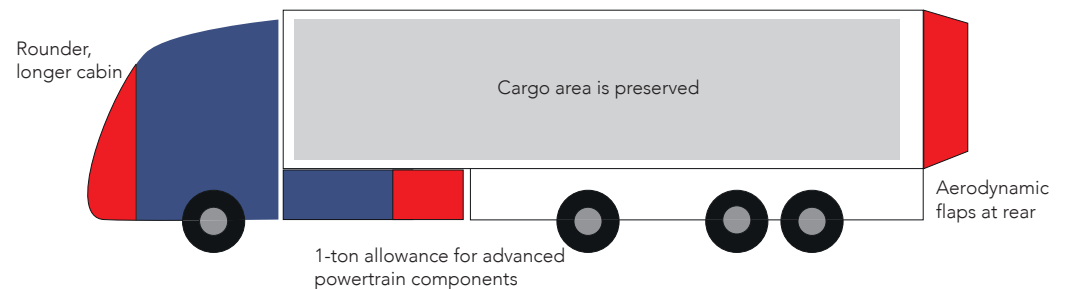 Rounder,
longer cabin
Cargo area is preserved
Aerodynamic
flaps at rear
1-ton allowance for advanced
powertrain components